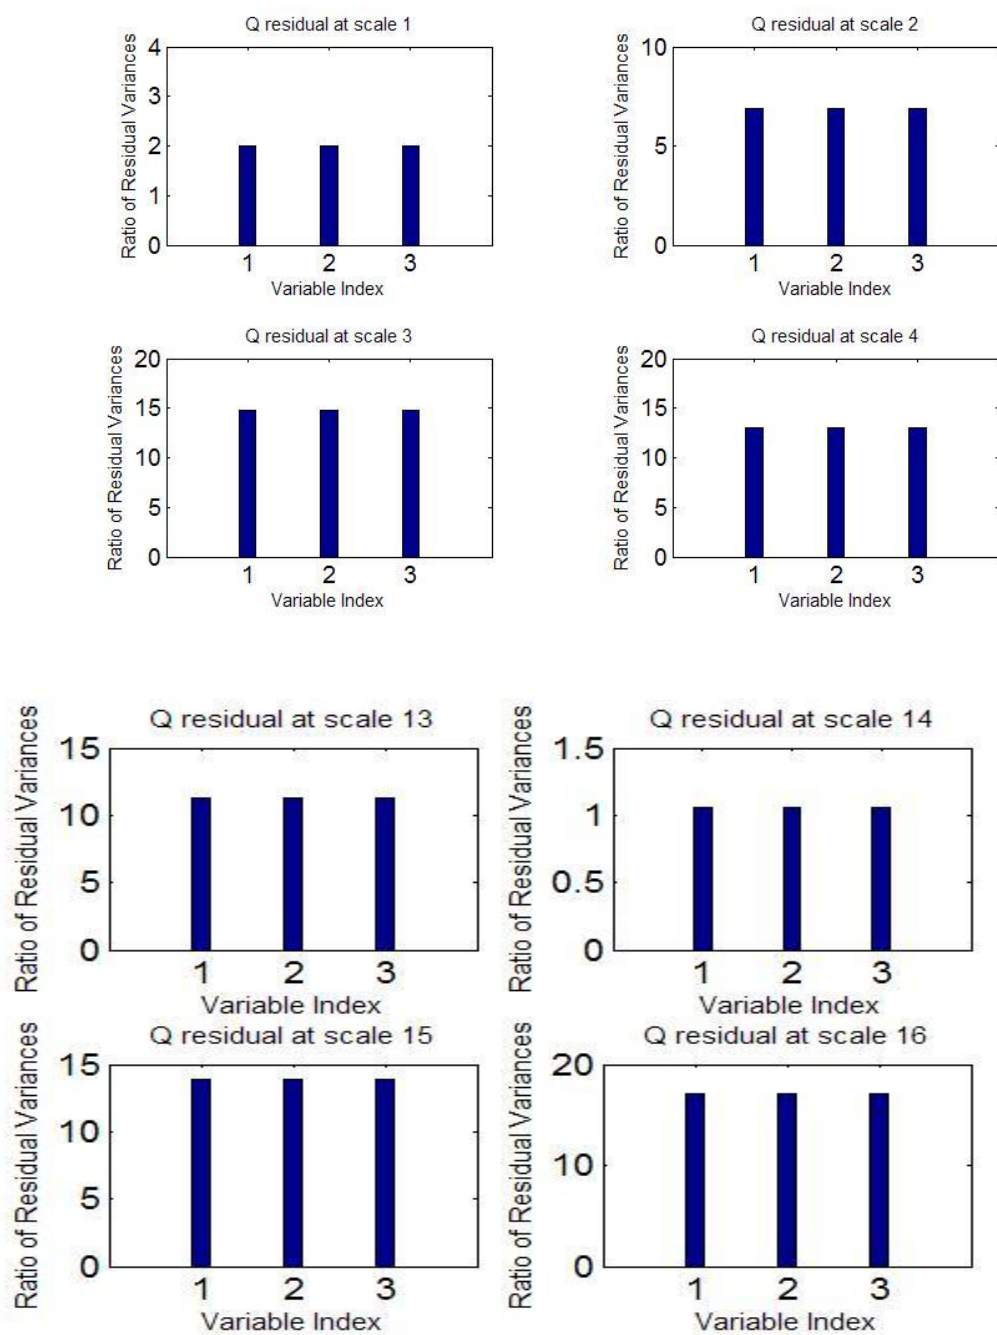 Q residual at scale 1
Ratio of Residual Variances
4
3
2
1
0
1 2 3
Variable Index
Q residual at scale 2
Ratio of Residual Variances
10
5
0
1 2 3
Variable Index
Q residual at scale 3
Ratio of Residual Variances
20
15
10
5
0
1 2 3
Variable Index
Q residual at scale 4
Ratio of Residual Variances
20
15
10
5
0
1 2 3
Variable Index
Q residual at scale 13
Ratio of Residual Variances
15
10
5
0
1 2 3
Variable Index
Q residual at scale 14
Ratio of Residual Variances
1.5
1
0.5
0
1 2 3
Variable Index
Q residual at scale 15
Ratio of Residual Variances
15
10
5
0
1 2 3
Variable Index
Q residual at scale 16
Ratio of Residual Variances
20
10
0
1 2 3
Variable Index